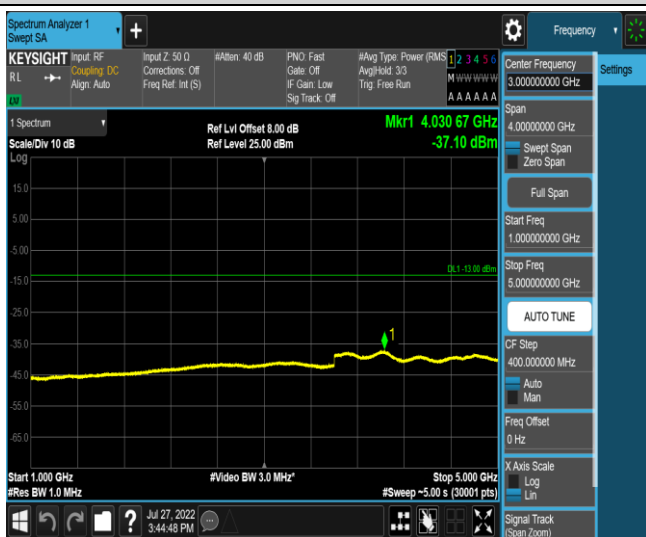 Spectrum Analyzer 1
Swept SA
Frequency
KEYSIGHT
Input: RF
Coupling: DC
Align: Auto
Input Z: 50 Ω
Corrections: Off
Freq Ref: Int (S)
#Atten: 40 dB
PNO: Fast
Gate: Off
IF Gain: Low
Sig Track: Off
#Avg Type: Power (RMS
Avg|Hold: 3/3
Trig: Free Run
1 2 3 4 5 6
M W W W W W
A A A A A A
RL
LXI
Center Frequency
3.000000000 GHz
Settings
Span
4.00000000 GHz
Swept Span
Zero Span
Full Span
Start Freq
1.000000000 GHz
Stop Freq
5.000000000 GHz
AUTO TUNE
CF Step
400.000000 MHz
Auto
Man
Freq Offset
0 Hz
X Axis Scale
Log
Lin
Signal Track
(Span Zoom)
1 Spectrum
Scale/Div 10 dB
Log
Ref Lvl Offset 8.00 dB
Ref Level 25.00 dBm
Mkr1 4.030 67 GHz
-37.10 dBm
15.0
5.00
-5.00
-15.0
-25.0
-35.0
-45.0
-55.0
-65.0
DL1 -13.00 dBm
1
Start 1.000 GHz
#Res BW 1.0 MHz
#Video BW 3.0 MHz*
Stop 5.000 GHz
#Sweep ~5.00 s (30001 pts)
?
Jul 27, 2022
3:44:48 PM